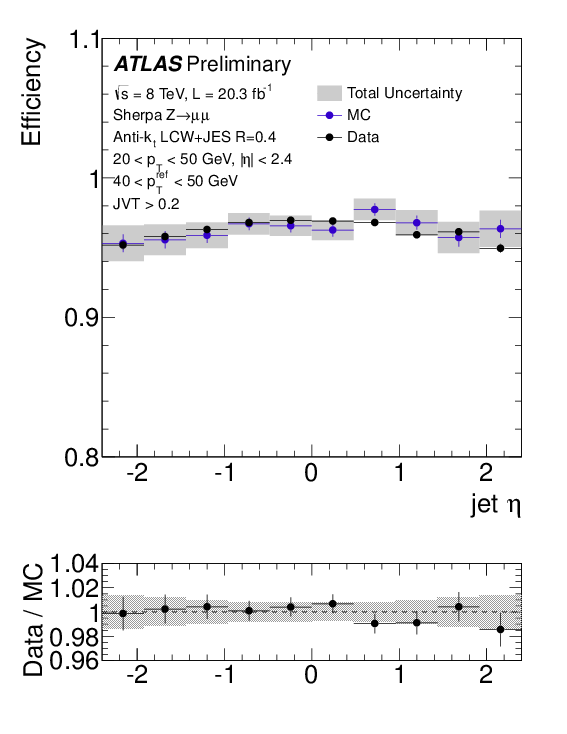 Efficiency
1.1
1
0.9
0.8
ATLAS Preliminary
√s = 8 TeV, L = 20.3 fb⁻¹
Sherpa Z→μμ
Anti-k_t LCW+JES R=0.4
20 < p_T < 50 GeV, |η| < 2.4
40 < p_T^ref < 50 GeV
JVT > 0.2
Total Uncertainty
MC
Data
-2 -1 0 1 2
jet η
Data / MC
1.04
1.02
1
0.98
0.96
-2 -1 0 1 2